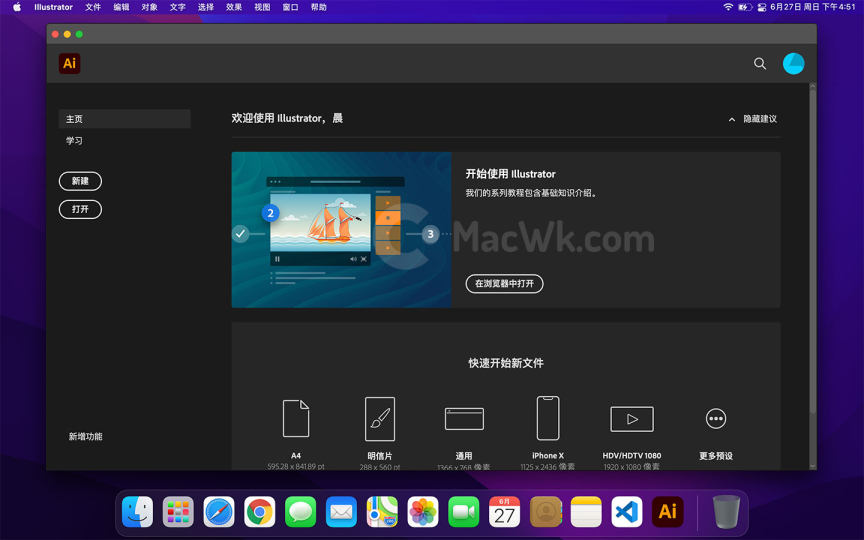 Illustrator 文件 编辑 对象 文字 选择 效果 视图 窗口 帮助 6月27日 周日 下午4:51
Ai
主页
学习
新建
打开
新增功能
欢迎使用 Illustrator，晨
隐藏建议
2
3
开始使用 Illustrator
我们的系列教程包含基础知识介绍。
MacWk.com
在浏览器中打开
快速开始新文件
A4 明信片 通用 iPhone X HDV/HDTV 1080 更多预设
595.28 x 841.89 pt 288 x 560 pt 1366 x 768 像素 1125 x 2436 像素 1920 x 1080 像素
6月
27
Ai